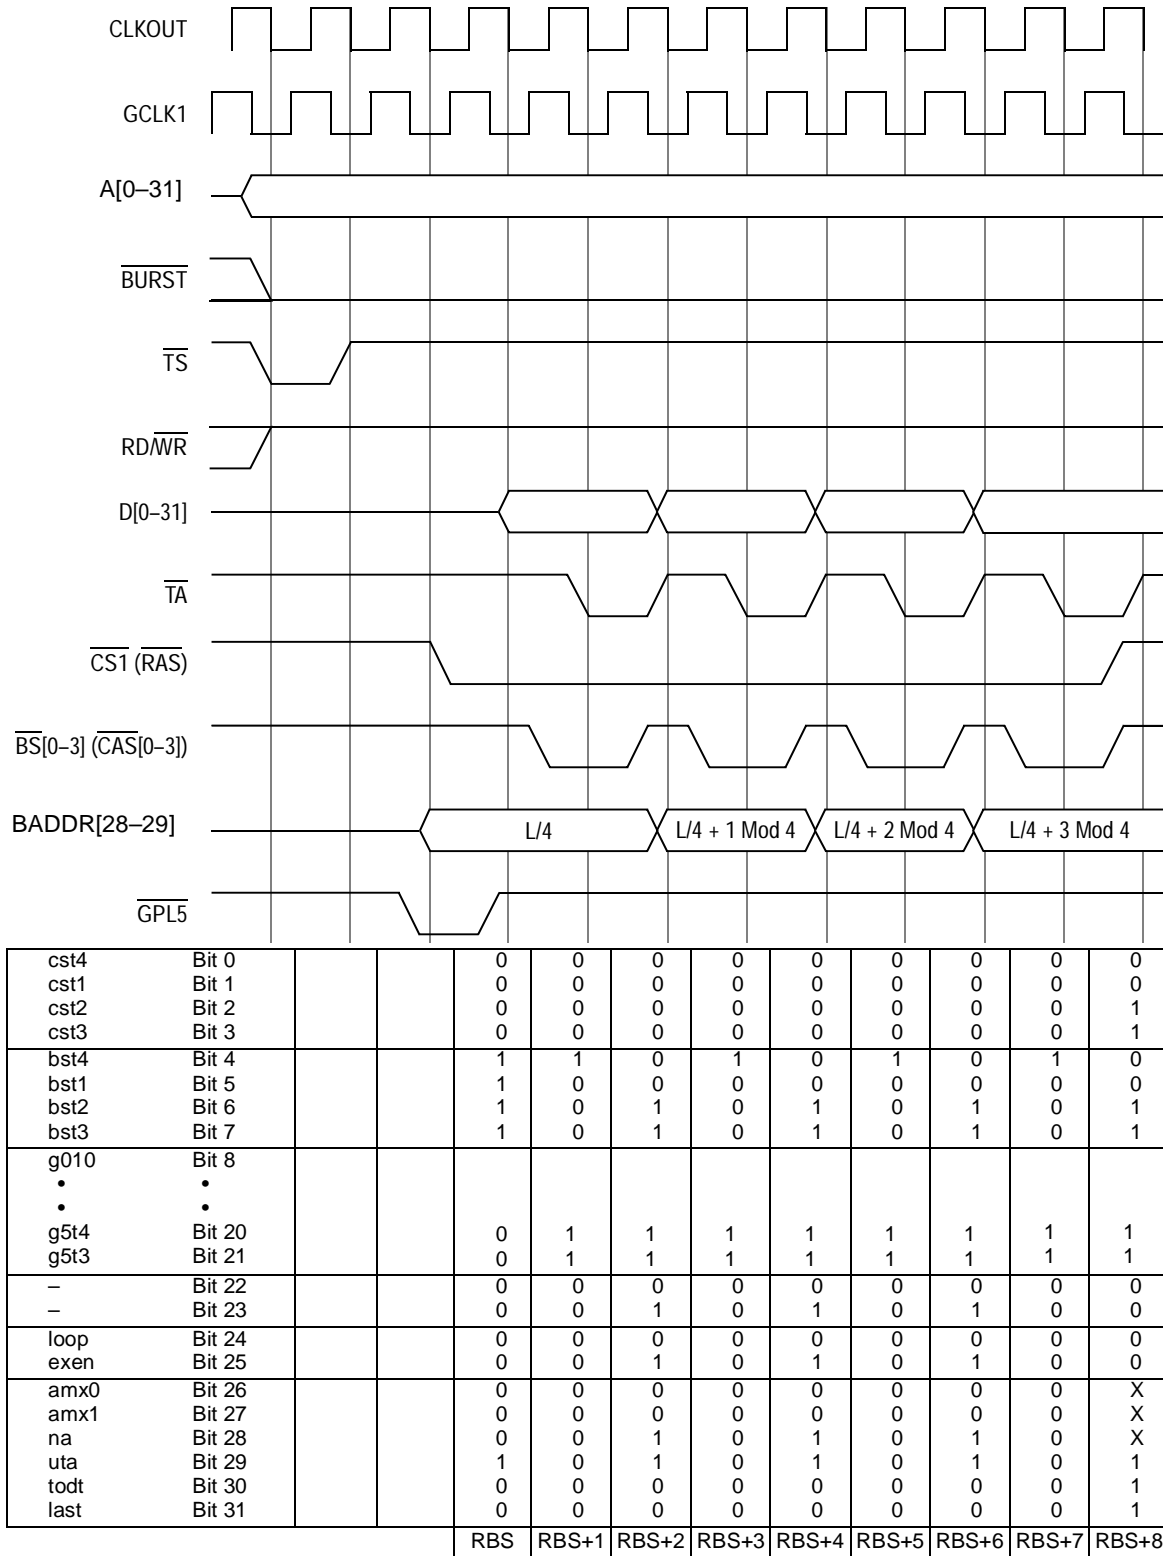 CLKOUT
GCLK1
A[0–31]
BURST
TS
RD/WR
D[0–31]
TA
CS1 (RAS)
BS[0–3] (CAS[0–3])
BADDR[28–29]
L/4
L/4 + 1 Mod 4
L/4 + 2 Mod 4
L/4 + 3 Mod 4
GPL5
cst4 Bit 0 0 0 0 0 0 0 0 0 0
cst1 Bit 1 0 0 0 0 0 0 0 0 0
cst2 Bit 2 0 0 0 0 0 0 0 0 1
cst3 Bit 3 0 0 0 0 0 0 0 0 1
bst4 Bit 4 1 1 0 1 0 1 0 1 0
bst1 Bit 5 1 0 0 0 0 0 0 0 0
bst2 Bit 6 1 0 1 0 1 0 1 0 1
bst3 Bit 7 1 0 1 0 1 0 1 0 1
g010 Bit 8
• •
• •
g5t4 Bit 20 0 1 1 1 1 1 1 1 1
g5t3 Bit 21 0 1 1 1 1 1 1 1 1
– Bit 22 0 0 0 0 0 0 0 0 0
– Bit 23 0 0 1 0 1 0 1 0 0
loop Bit 24 0 0 0 0 0 0 0 0 0
exen Bit 25 0 0 1 0 1 0 1 0 0
amx0 Bit 26 0 0 0 0 0 0 0 0 X
amx1 Bit 27 0 0 0 0 0 0 0 0 X
na Bit 28 0 0 1 0 1 0 1 0 X
uta Bit 29 1 0 1 0 1 0 1 0 1
todt Bit 30 0 0 0 0 0 0 0 0 1
last Bit 31 0 0 0 0 0 0 0 0 1
RBS RBS+1 RBS+2 RBS+3 RBS+4 RBS+5 RBS+6 RBS+7 RBS+8